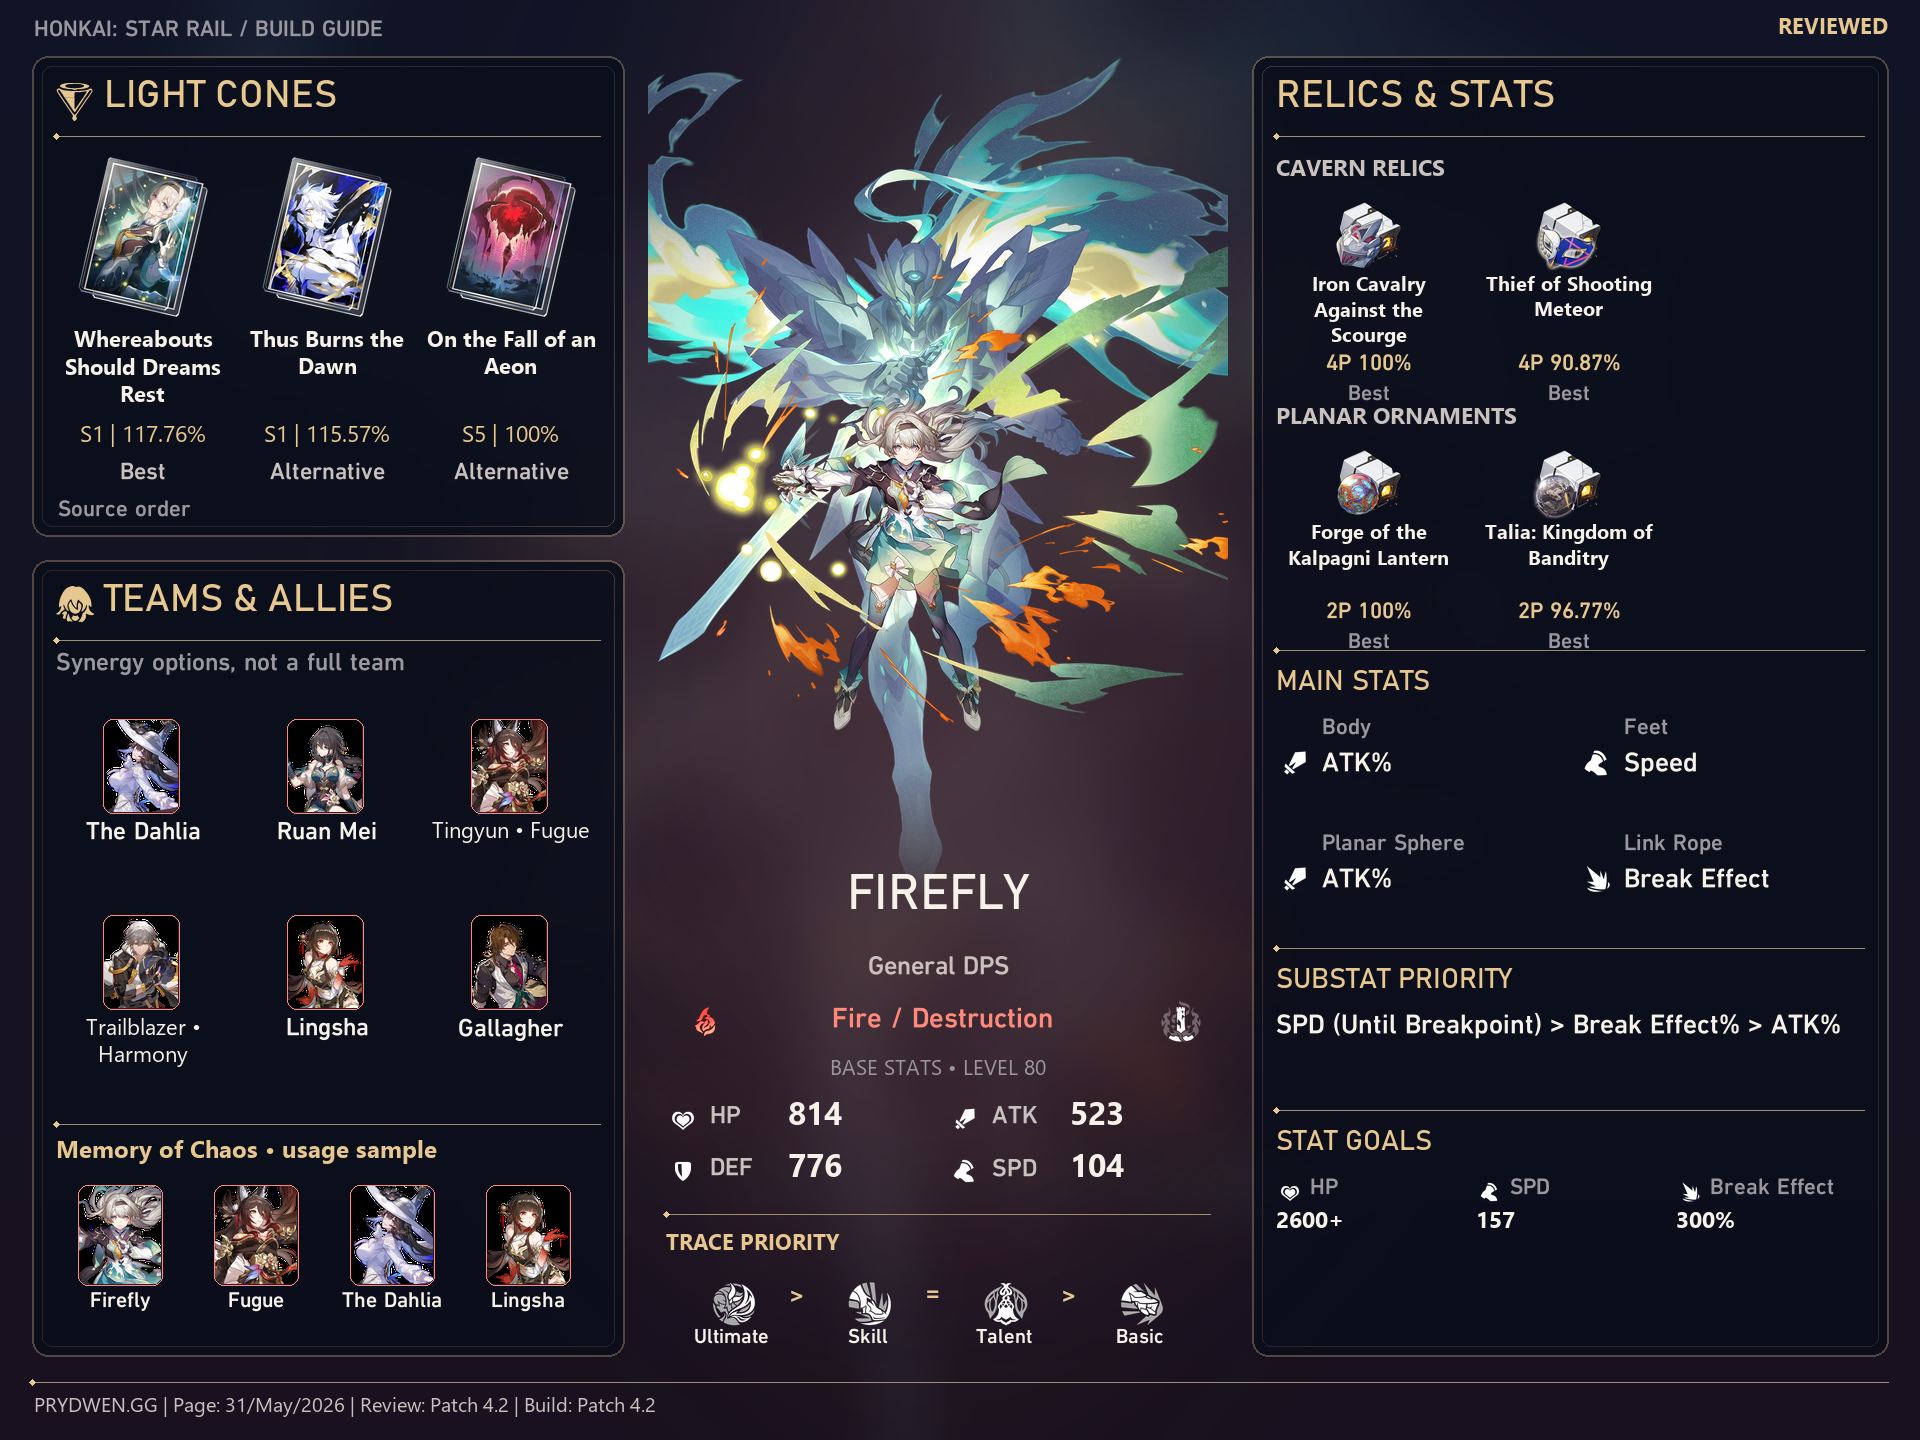 HONKAI: STAR RAIL / BUILD GUIDE
REVIEWED
LIGHT CONES
Whereabouts Should Dreams Rest
S1 | 117.76%
Best
Thus Burns the Dawn
S1 | 115.57%
Alternative
On the Fall of an Aeon
S5 | 100%
Alternative
Source order
TEAMS & ALLIES
Synergy options, not a full team
The Dahlia
Ruan Mei
Tingyun • Fugue
Trailblazer • Harmony
Lingsha
Gallagher
Memory of Chaos • usage sample
Firefly
Fugue
The Dahlia
Lingsha
FIREFLY
General DPS
Fire / Destruction
BASE STATS • LEVEL 80
HP 814
ATK 523
DEF 776
SPD 104
TRACE PRIORITY
Ultimate > Skill = Talent > Basic
RELICS & STATS
CAVERN RELICS
Iron Cavalry Against the Scourge
4P 100%
Best
Thief of Shooting Meteor
4P 90.87%
Best
PLANAR ORNAMENTS
Forge of the Kalpagni Lantern
2P 100%
Best
Talia: Kingdom of Banditry
2P 96.77%
Best
MAIN STATS
Body
ATK%
Feet
Speed
Planar Sphere
ATK%
Link Rope
Break Effect
SUBSTAT PRIORITY
SPD (Until Breakpoint) > Break Effect% > ATK%
STAT GOALS
HP
2600+
SPD
157
Break Effect
300%
PRYDWEN.GG | Page: 31/May/2026 | Review: Patch 4.2 | Build: Patch 4.2